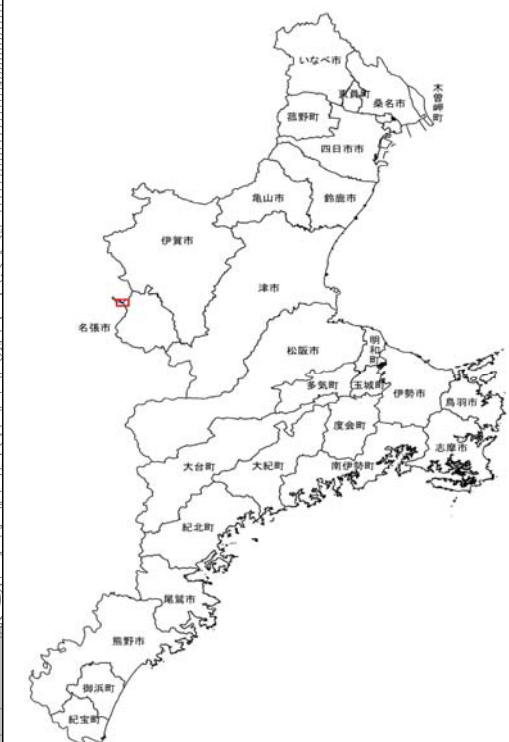 いなべ市
東員町
桑名市
木曽岬町
菰野町
四日市市
亀山市
鈴鹿市
伊賀市
津市
名張市
松阪市
明和町
多気町
玉城町
伊勢市
鳥羽市
度会町
志摩市
大台町
大紀町
南伊勢町
紀北町
尾鷲市
熊野市
御浜町
紀宝町